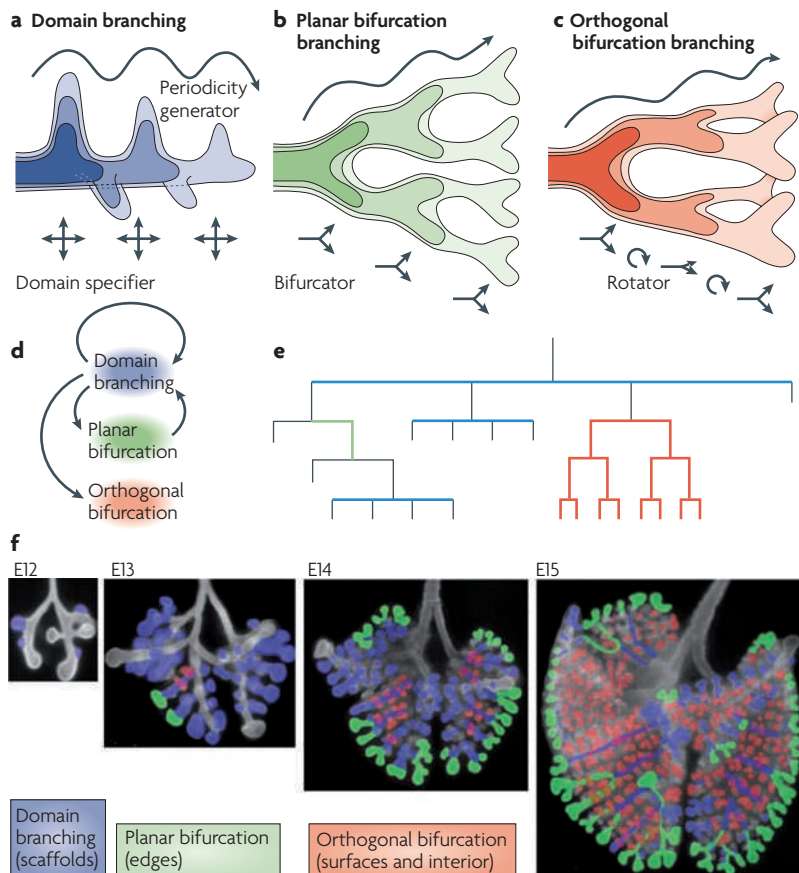 a Domain branching
Periodicity
generator
Domain specifier
b Planar bifurcation
branching
Bifurcator
c Orthogonal
bifurcation branching
Rotator
d
Domain
branching
Planar
bifurcation
Orthogonal
bifurcation
e
f
E12
E13
E14
E15
Domain
branching
(scaffolds)
Planar bifurcation
(edges)
Orthogonal bifurcation
(surfaces and interior)